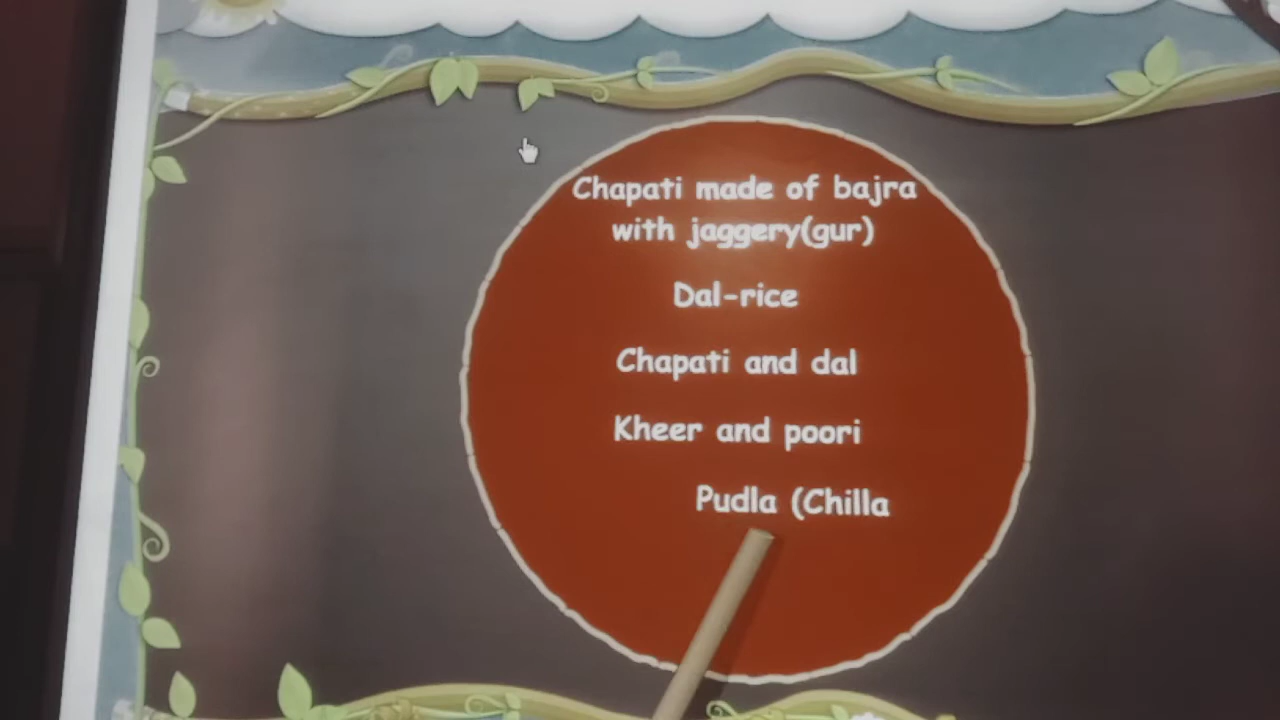 Chapati made of bajra
with jaggery(gur)
Dal-rice
Chapati and dal
Kheer and poori
Pudla (Chilla